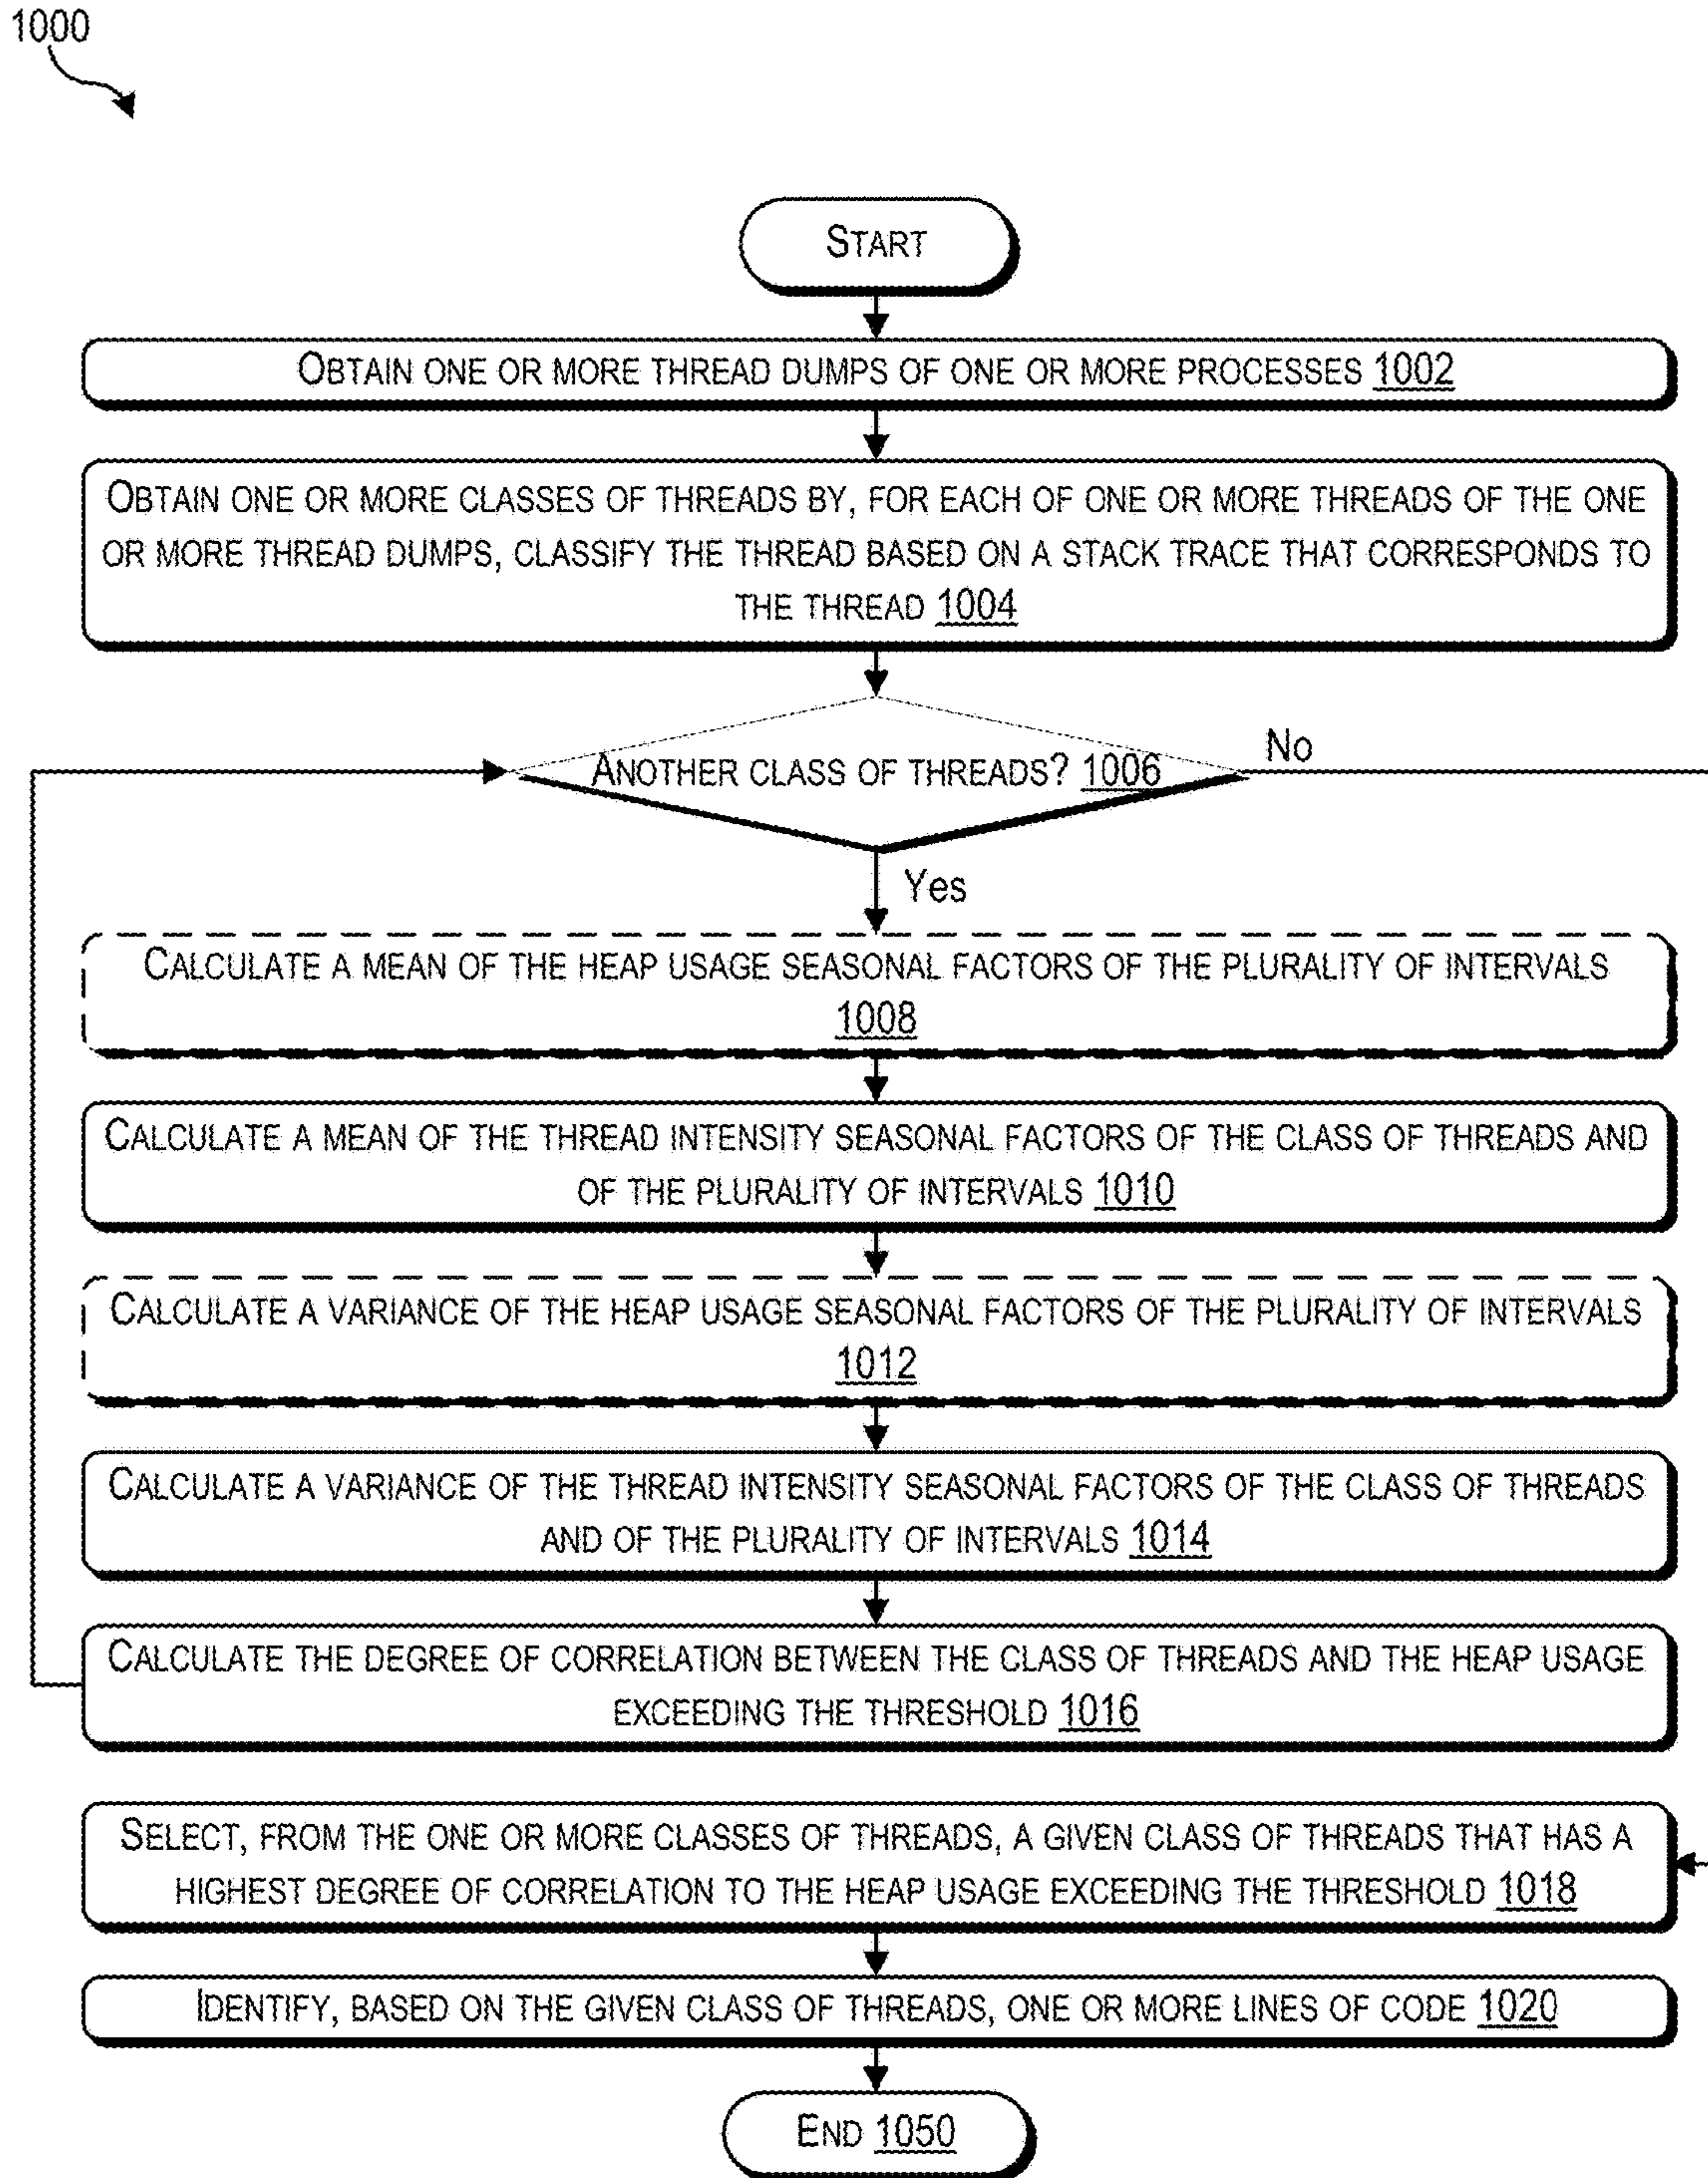 1000
START
OBTAIN ONE OR MORE THREAD DUMPS OF ONE OR MORE PROCESSES 1002
OBTAIN ONE OR MORE CLASSES OF THREADS BY, FOR EACH OF ONE OR MORE THREADS OF THE ONE
OR MORE THREAD DUMPS, CLASSIFY THE THREAD BASED ON A STACK TRACE THAT CORRESPONDS TO
THE THREAD 1004
No
ANOTHER CLASS OF THREADS? 1006
Yes
CALCULATE A MEAN OF THE HEAP USAGE SEASONAL FACTORS OF THE PLURALITY OF INTERVALS
1008
CALCULATE A MEAN OF THE THREAD INTENSITY SEASONAL FACTORS OF THE CLASS OF THREADS AND
OF THE PLURALITY OF INTERVALS 1010
CALCULATE A VARIANCE OF THE HEAP USAGE SEASONAL FACTORS OF THE PLURALITY OF INTERVALS
1012
CALCULATE A VARIANCE OF THE THREAD INTENSITY SEASONAL FACTORS OF THE CLASS OF THREADS
AND OF THE PLURALITY OF INTERVALS 1014
CALCULATE THE DEGREE OF CORRELATION BETWEEN THE CLASS OF THREADS AND THE HEAP USAGE
EXCEEDING THE THRESHOLD 1016
SELECT, FROM THE ONE OR MORE CLASSES OF THREADS, A GIVEN CLASS OF THREADS THAT HAS A
HIGHEST DEGREE OF CORRELATION TO THE HEAP USAGE EXCEEDING THE THRESHOLD 1018
IDENTIFY, BASED ON THE GIVEN CLASS OF THREADS, ONE OR MORE LINES OF CODE 1020
END 1050